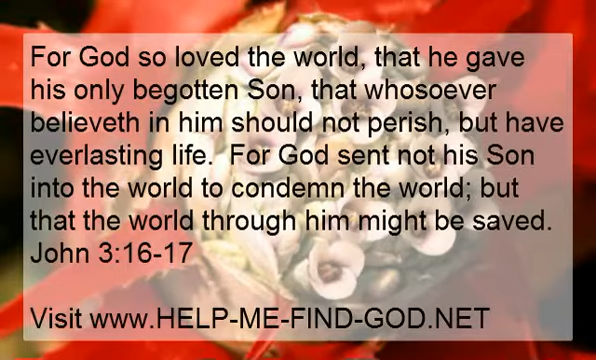 For God so loved the world, that he gave
his only begotten Son, that whosoever
believeth in him should not perish, but have
everlasting life.  For God sent not his Son
into the world to condemn the world; but
that the world through him might be saved.
John 3:16-17
Visit www.HELP-ME-FIND-GOD.NET